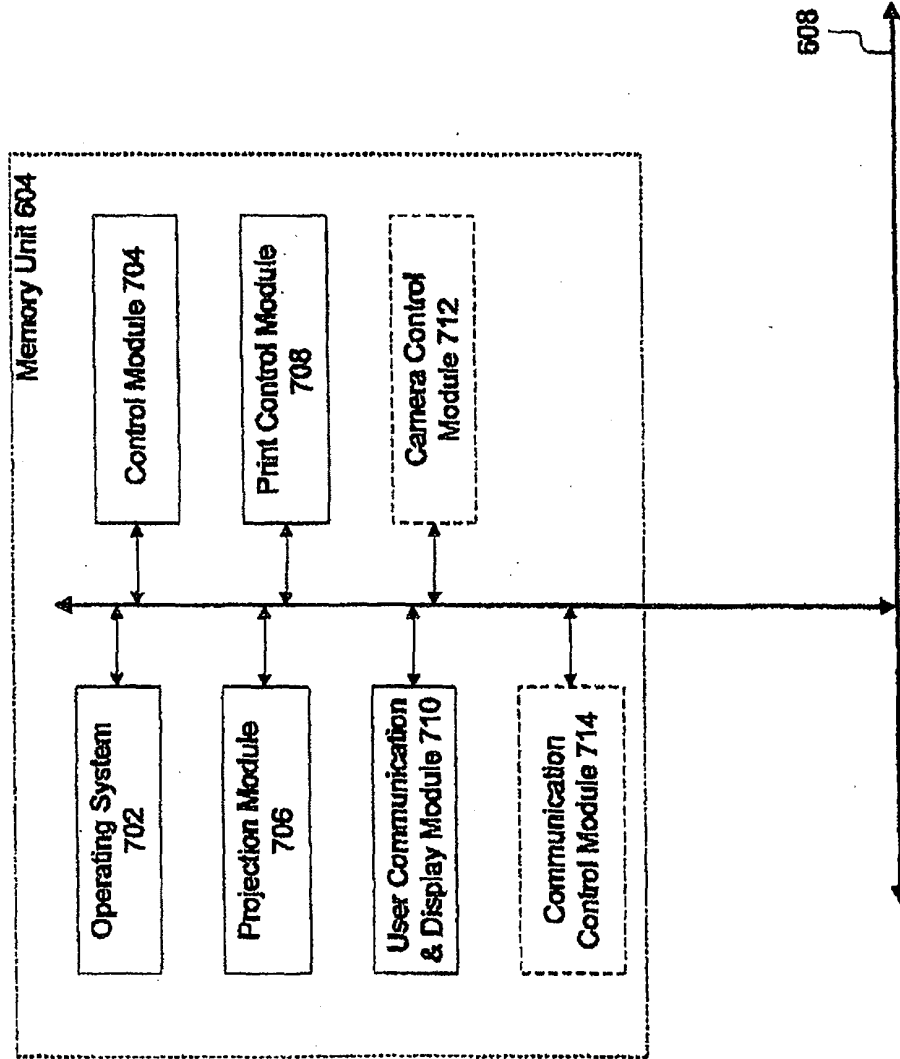 Memory Unit 604
Operating System
702
Control Module 704
Projection Module
706
Print Control Module
708
User Communication
& Display Module 710
Camera Control
Module 712
Communication
Control Module 714
608